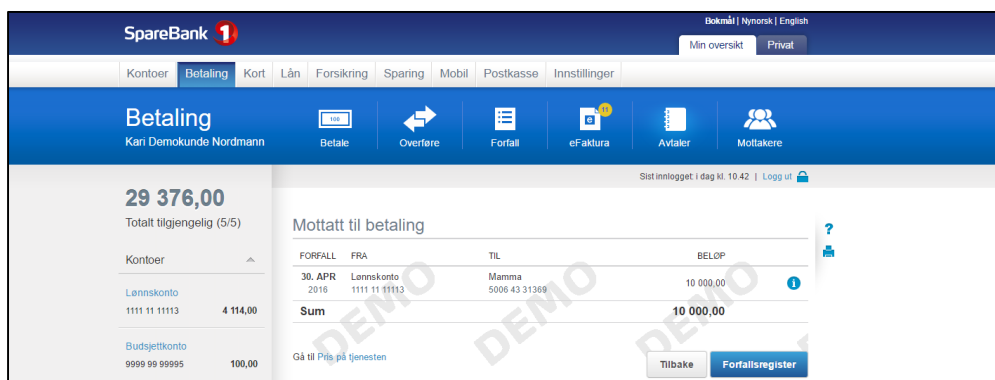 Bokmål | Nynorsk | English
SpareBank 1
Min oversikt Privat
Kontoer Betaling Kort Lån Forsikring Sparing Mobil Postkasse Innstillinger
Betaling
Kari Demokunde Nordmann
100
Betale
Overføre
Forfall
e 11
eFaktura
Avtaler
Mottakere
Sist innlogget: i dag kl. 10.42 | Logg ut
29 376,00
Totalt tilgjengelig (5/5)
Kontoer
Lønnskonto
1111 11 11113 4 114,00
Budsjettkonto
9999 99 99995 100,00
Mottatt til betaling
?
FORFALL FRA TIL BELØP
30. APR Lønnskonto Mamma 10 000,00 i
2016 1111 11 11113 5006 43 31369
Sum 10 000,00
DEMO DEMO DEMO
Gå til Pris på tjenesten
Tilbake Forfallsregister